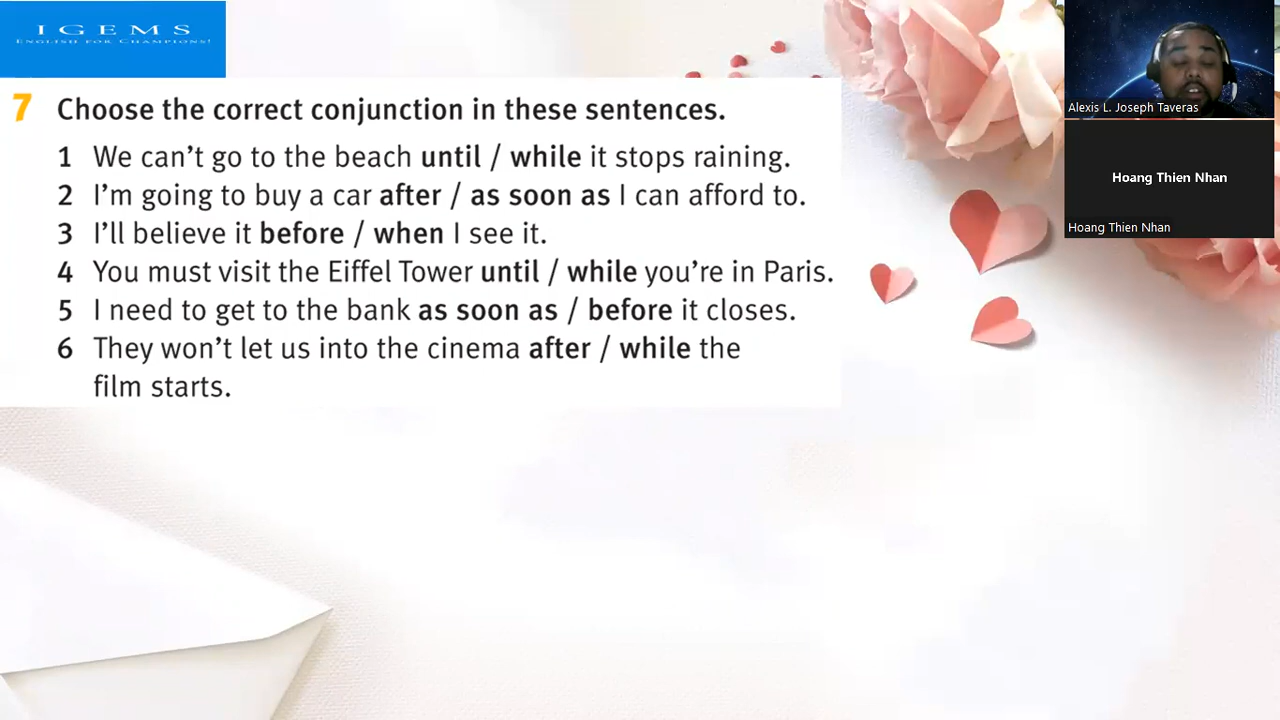 IGEMS
ENGLISH FOR CHAMPIONS!
7 Choose the correct conjunction in these sentences.
1 We can't go to the beach until / while it stops raining.
2 I'm going to buy a car after / as soon as I can afford to.
3 I'll believe it before / when I see it.
4 You must visit the Eiffel Tower until / while you're in Paris.
5 I need to get to the bank as soon as / before it closes.
6 They won't let us into the cinema after / while the
film starts.
Alexis L. Joseph Taveras
Hoang Thien Nhan
Hoang Thien Nhan